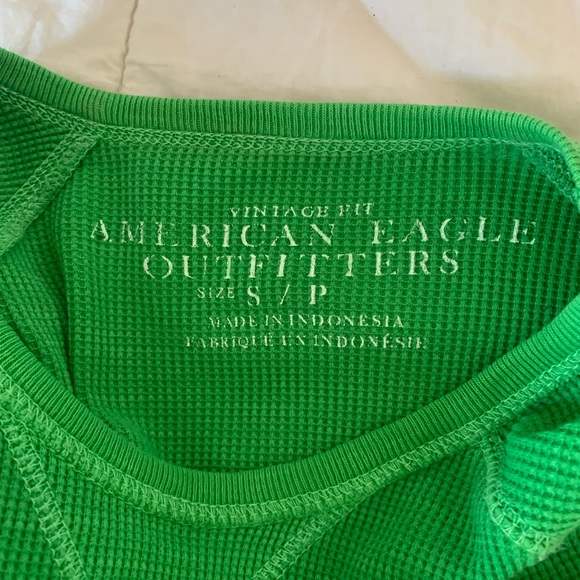 VINTAGE FIT
AMERICAN EAGLE
OUTFITTERS
SIZE S / P
MADE IN INDONESIA
FABRIQUÉ EN INDONÉSIE